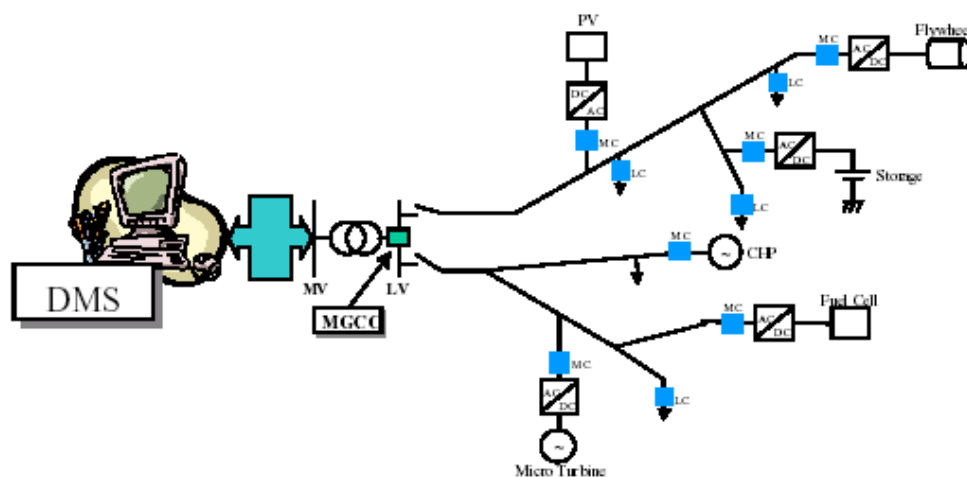 PV
Flywheel
MC
AC
DC
LC
DC
AC
MC
LC
MC
AC
DC
Storage
LC
DMS
MV
LV
MGCC
MC
~
CHP
Fuel Cell
MC
AC
DC
MC
AC
DC
LC
~
Micro Turbine